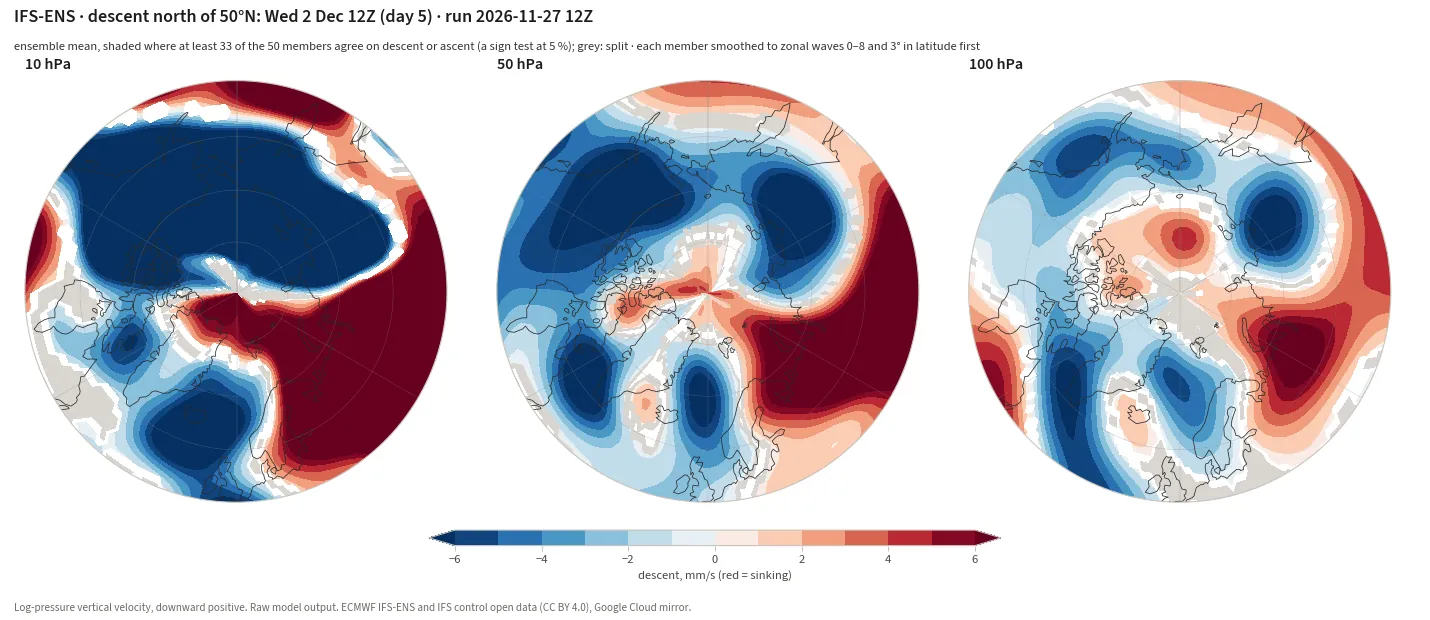 IFS-ENS · descent north of 50°N: Wed 2 Dec 12Z (day 5) · run 2026-11-27 12Z
ensemble mean, shaded where at least 33 of the 50 members agree on descent or ascent (a sign test at 5 %); grey: split · each member smoothed to zonal waves 0–8 and 3° in latitude first
10 hPa
50 hPa
100 hPa
−6
−4
−2
0
2
4
6
descent, mm/s (red = sinking)
Log-pressure vertical velocity, downward positive. Raw model output. ECMWF IFS-ENS and IFS control open data (CC BY 4.0), Google Cloud mirror.